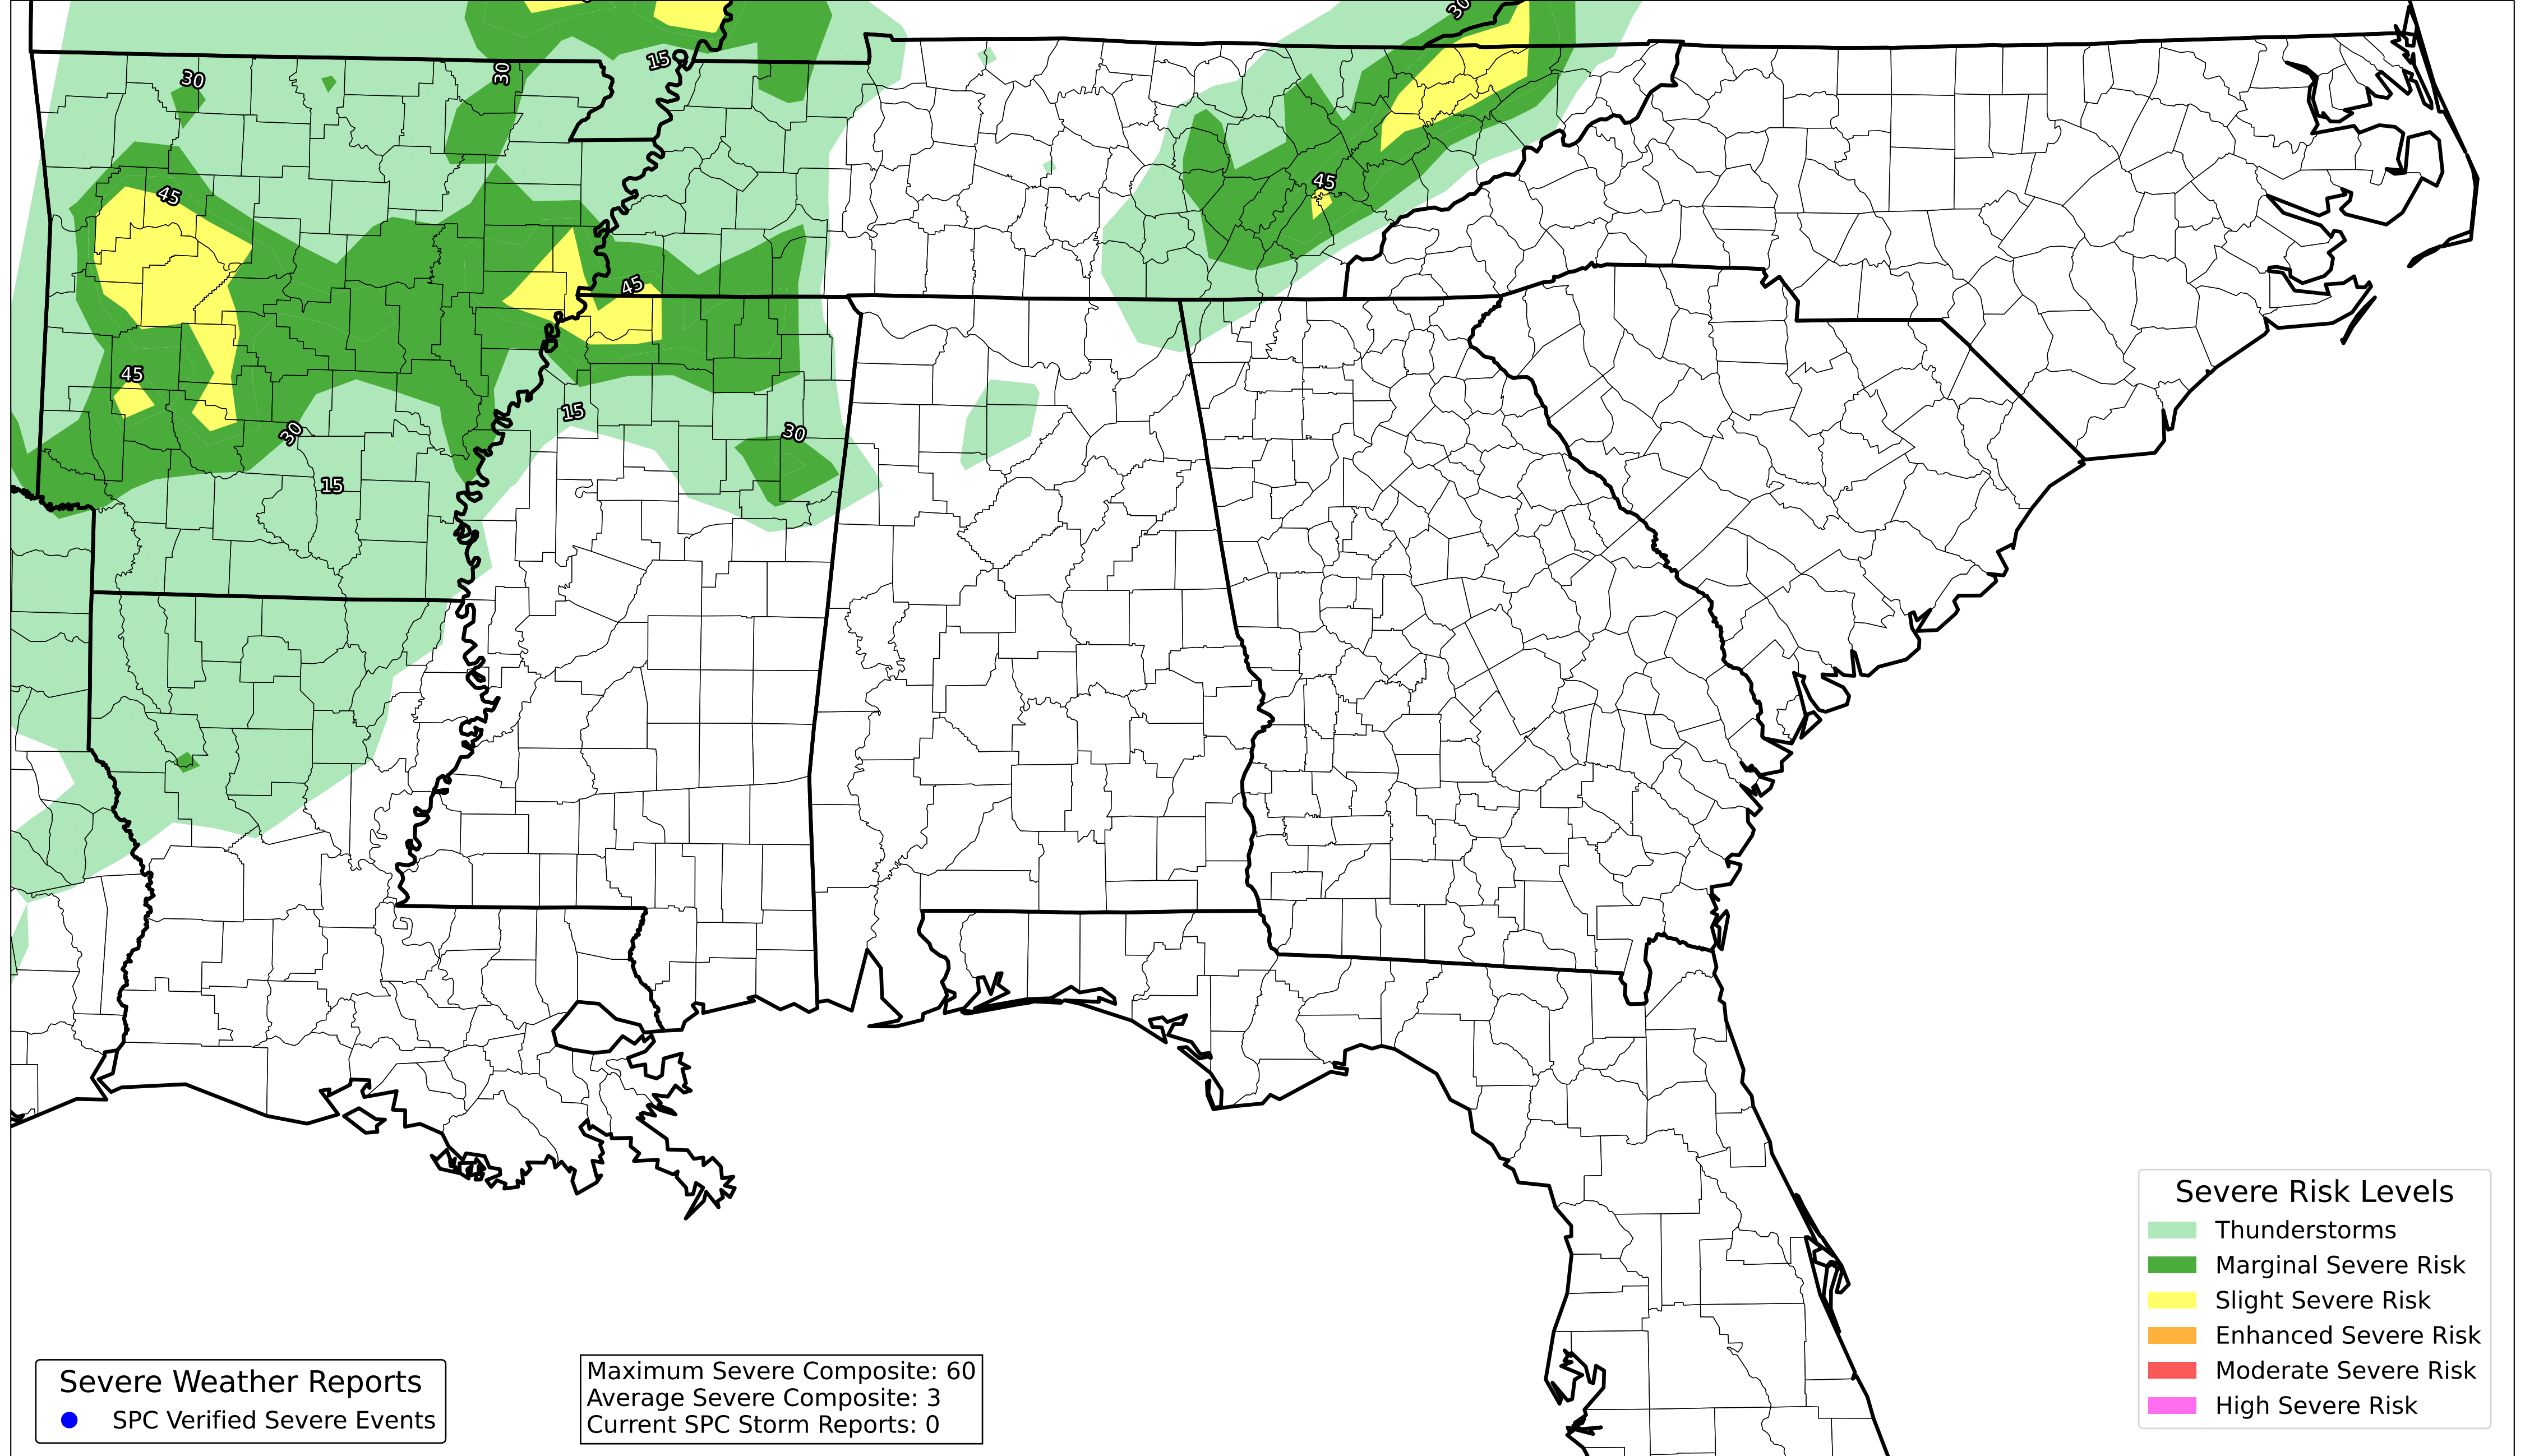 30
15
30
30
45
45
45
45
15
30
30
15
Severe Risk Levels
Thunderstorms
Marginal Severe Risk
Slight Severe Risk
Enhanced Severe Risk
Moderate Severe Risk
High Severe Risk
Severe Weather Reports
SPC Verified Severe Events
Maximum Severe Composite: 60
Average Severe Composite: 3
Current SPC Storm Reports: 0